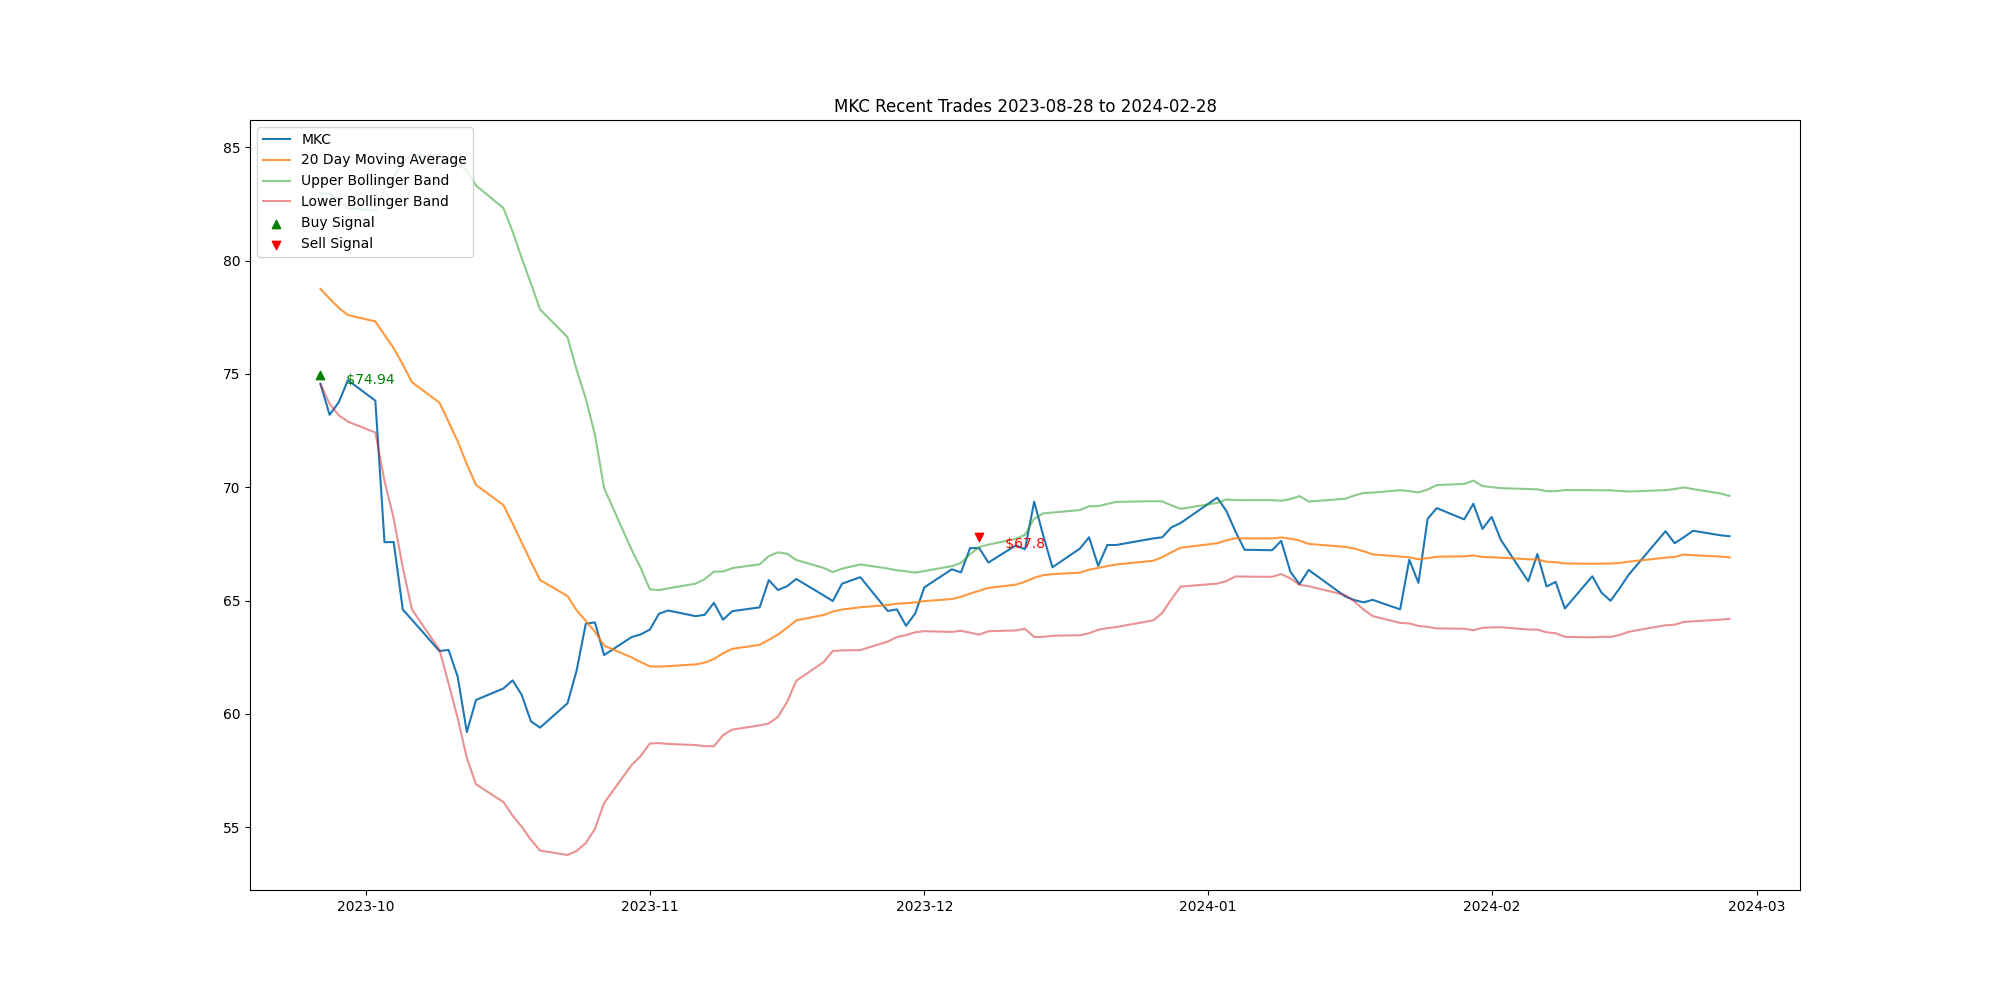 MKC Recent Trades 2023-08-28 to 2024-02-28
MKC
20 Day Moving Average
Upper Bollinger Band
Lower Bollinger Band
Buy Signal
Sell Signal
85
80
75
70
65
60
55
$74.94
$67.8
2023-10
2023-11
2023-12
2024-01
2024-02
2024-03